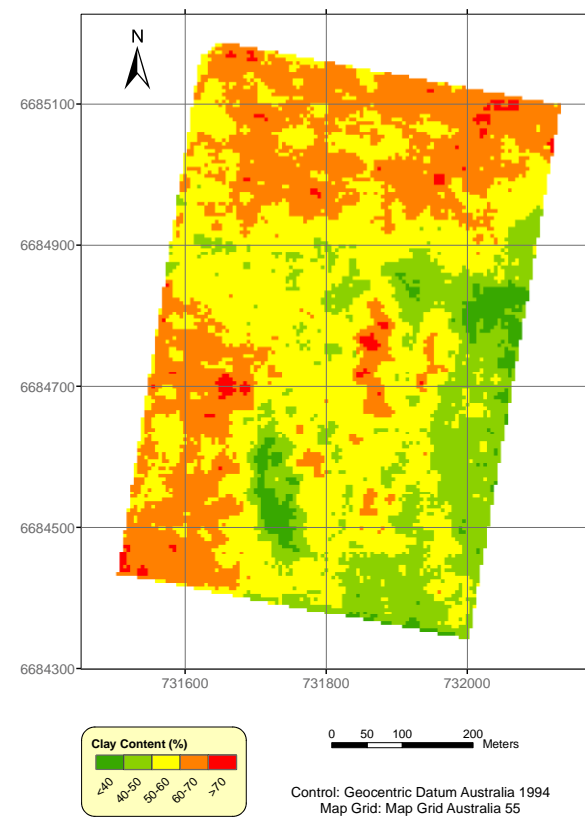 N
6685100
6684900
6684700
6684500
6684300
731600 731800 732000
Clay Content (%)
<40 40-50 50-60 60-70 >70
0 50 100 200
Meters
Control: Geocentric Datum Australia 1994
Map Grid: Map Grid Australia 55